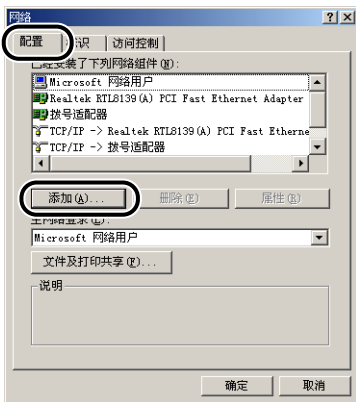 网络
配置 标识 访问控制
已经安装了下列网络组件(N):
Microsoft 网络用户
Realtek RTL8139(A) PCI Fast Ethernet Adapter
拨号适配器
TCP/IP -> Realtek RTL8139(A) PCI Fast Etherne
TCP/IP -> 拨号适配器
添加(A)... 删除(E) 属性(R)
主网络登录(L):
Microsoft 网络用户
文件及打印共享(F)...
说明
确定 取消